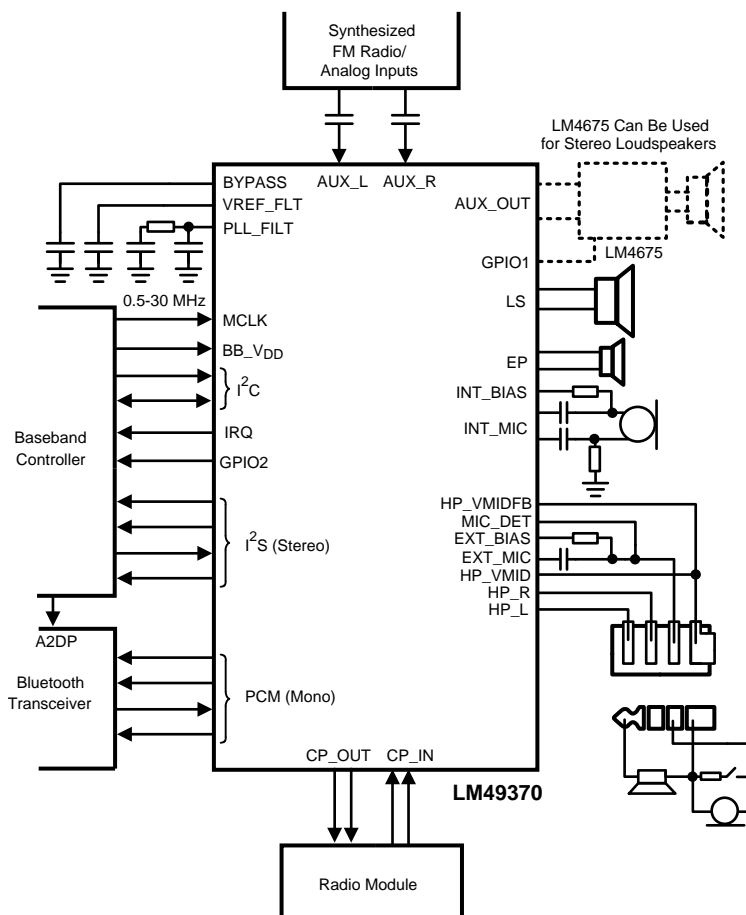 Synthesized
FM Radio/
Analog Inputs
LM4675 Can Be Used
for Stereo Loudspeakers
BYPASS
AUX_L
AUX_R
VREF_FLT
AUX_OUT
PLL_FILT
LM4675
GPIO1
0.5-30 MHz
LS
MCLK
BB_VDD
EP
I2C
INT_BIAS
IRQ
INT_MIC
Baseband
Controller
GPIO2
HP_VMIDFB
MIC_DET
EXT_BIAS
I2S (Stereo)
EXT_MIC
HP_VMID
HP_R
HP_L
A2DP
Bluetooth
Transceiver
PCM (Mono)
CP_OUT
CP_IN
LM49370
Radio Module